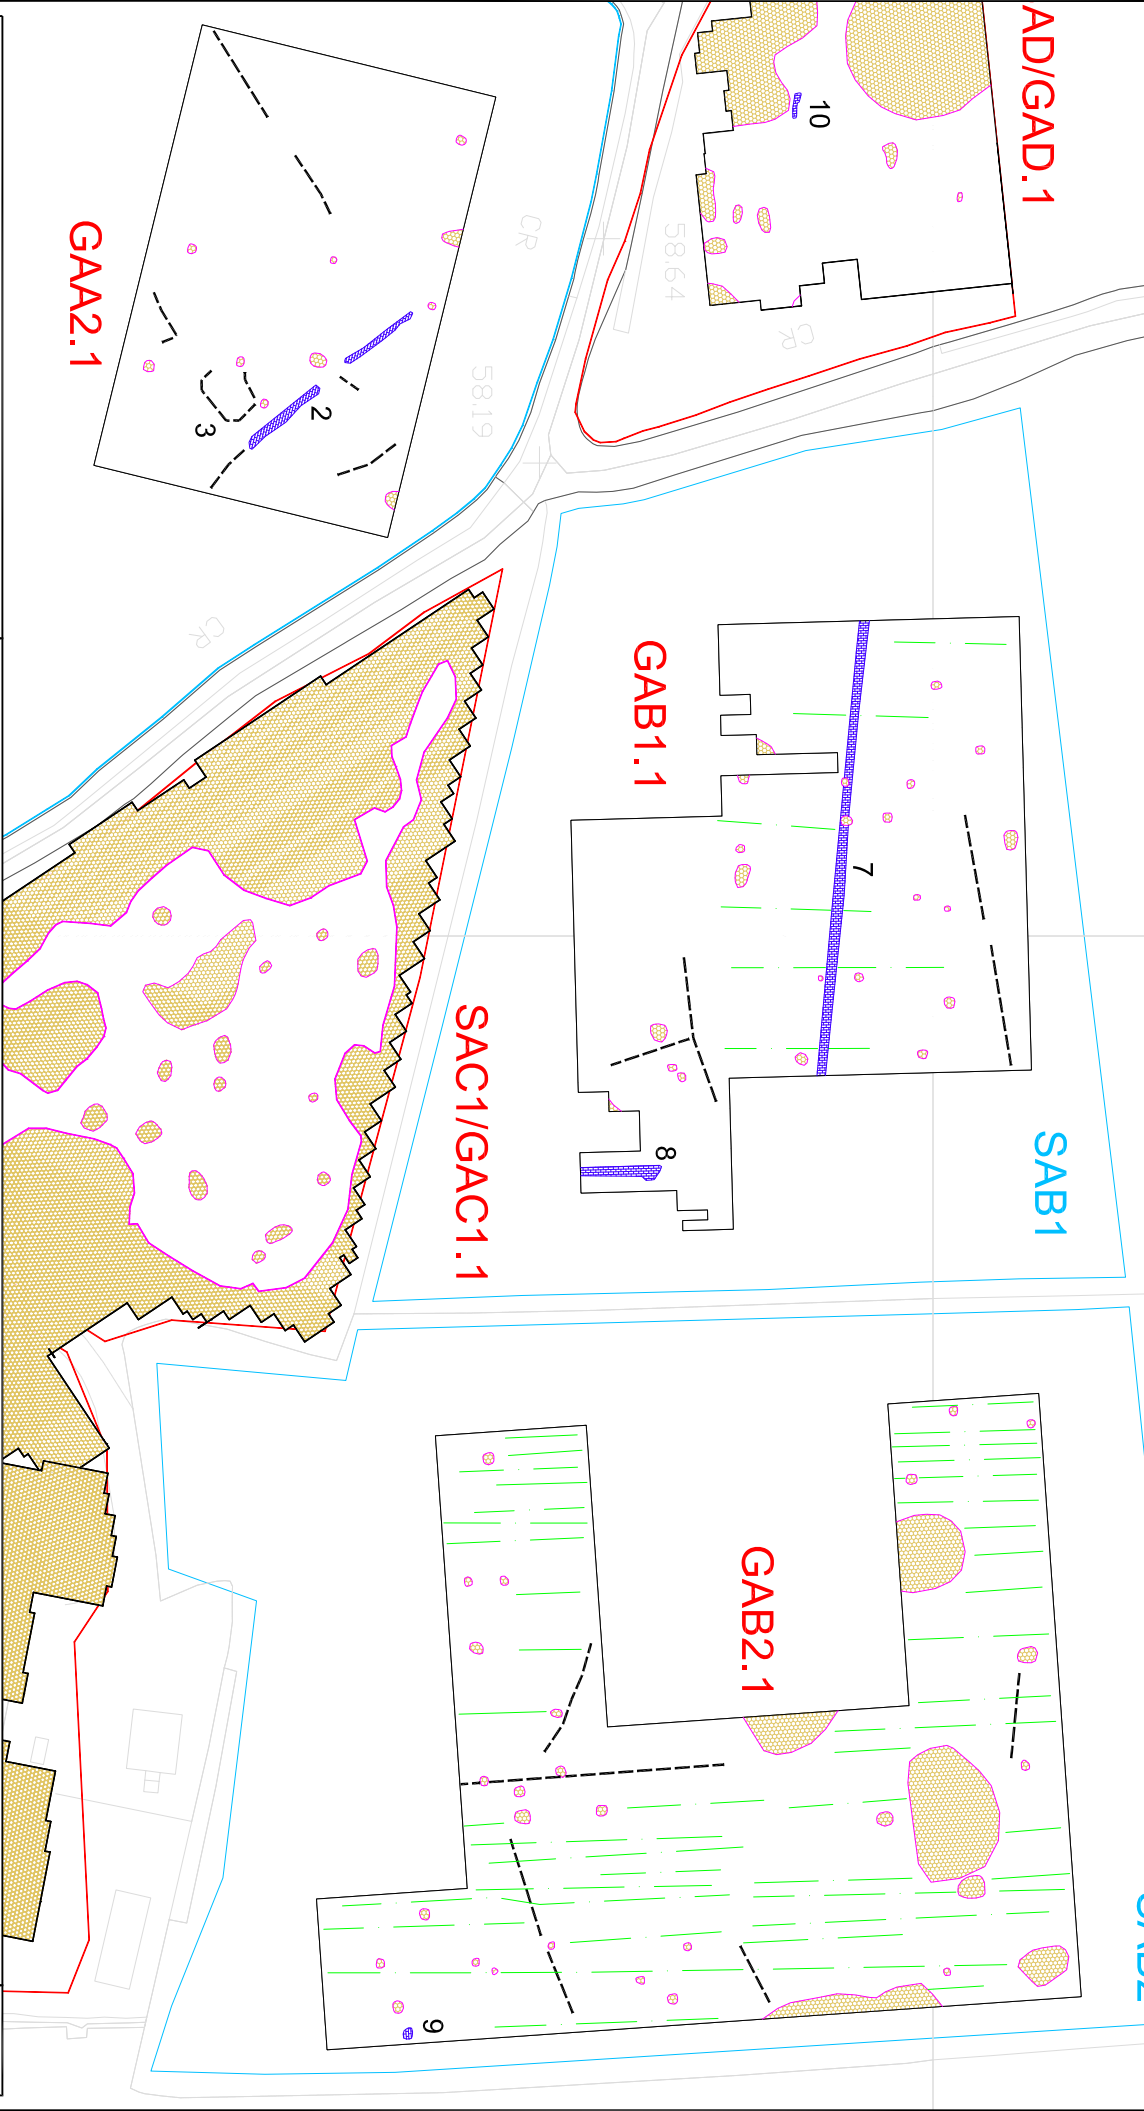 AD/GAD.1
10
58.64
CR
CR
GAA2.1
58.19
2
3
CR
GAB1.1
7
SAB1
SAC1/GAC1.1
8
GAB2.1
9